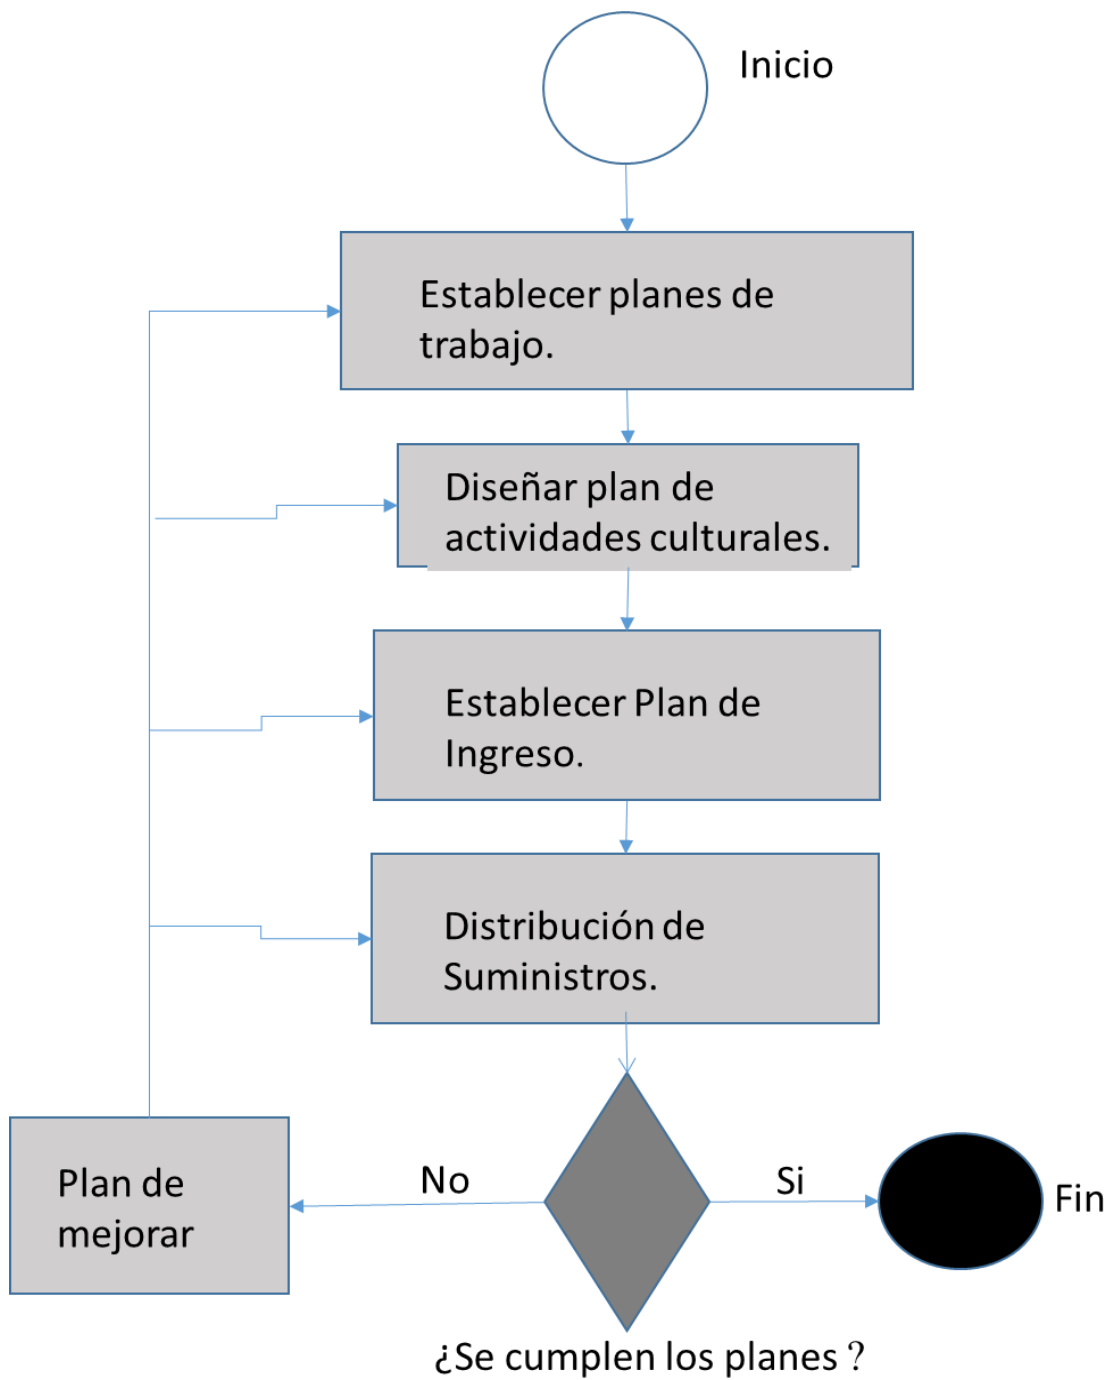 Inicio
Establecer planes de
trabajo.
Diseñar plan de
actividades culturales.
Establecer Plan de
Ingreso.
Distribución de
Suministros.
Plan de
mejorar
No
Si
Fin
¿Se cumplen los planes ?